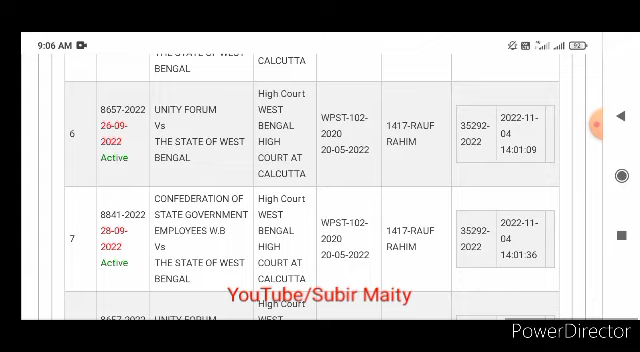 9:06 AM
92
THE STATE OF WEST
BENGAL
CALCUTTA
6
8657-2022
26-09-
2022
Active
UNITY FORUM
Vs
THE STATE OF WEST
BENGAL
High Court
WEST
BENGAL
HIGH
COURT AT
CALCUTTA
WPST-102-
2020
20-05-2022
1417-RAUF
RAHIM
35292-
2022
2022-11-
04
14:01:09
7
8841-2022
28-09-
2022
Active
CONFEDERATION OF
STATE GOVERNMENT
EMPLOYEES W.B
Vs
THE STATE OF WEST
BENGAL
High Court
WEST
BENGAL
HIGH
COURT AT
CALCUTTA
WPST-102-
2020
20-05-2022
1417-RAUF
RAHIM
35292-
2022
2022-11-
04
14:01:36
YouTube/Subir Maity
8657-2022
UNITY FORUM
High Court
PowerDirector